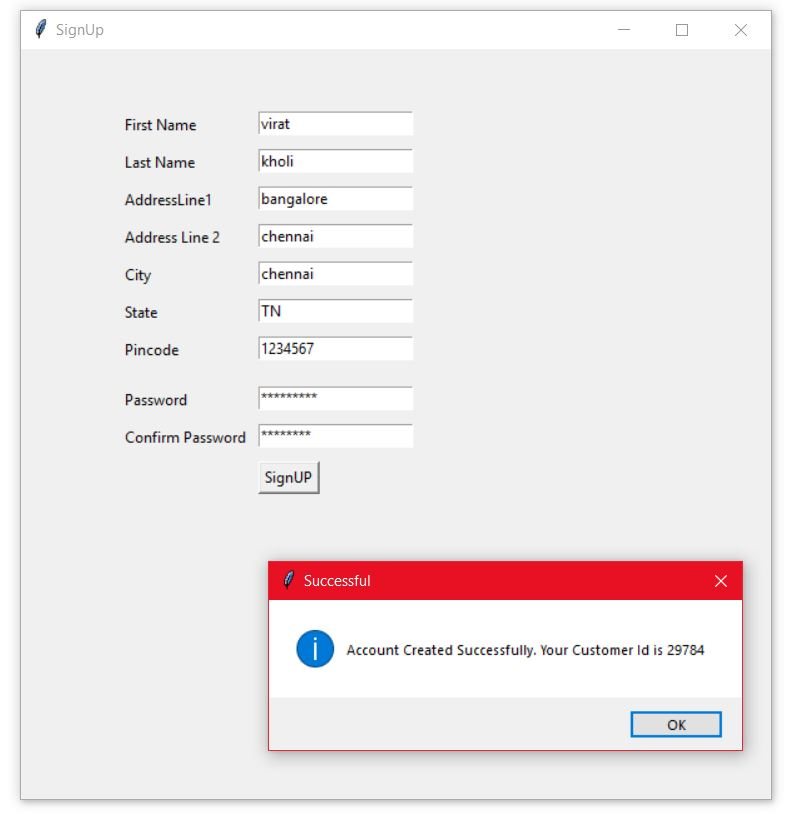 SignUp
First Name virat
Last Name kholi
AddressLine1 bangalore
Address Line 2 chennai
City chennai
State TN
Pincode 1234567
Password *********
Confirm Password ********
SignUP
Successful
Account Created Successfully. Your Customer Id is 29784
OK